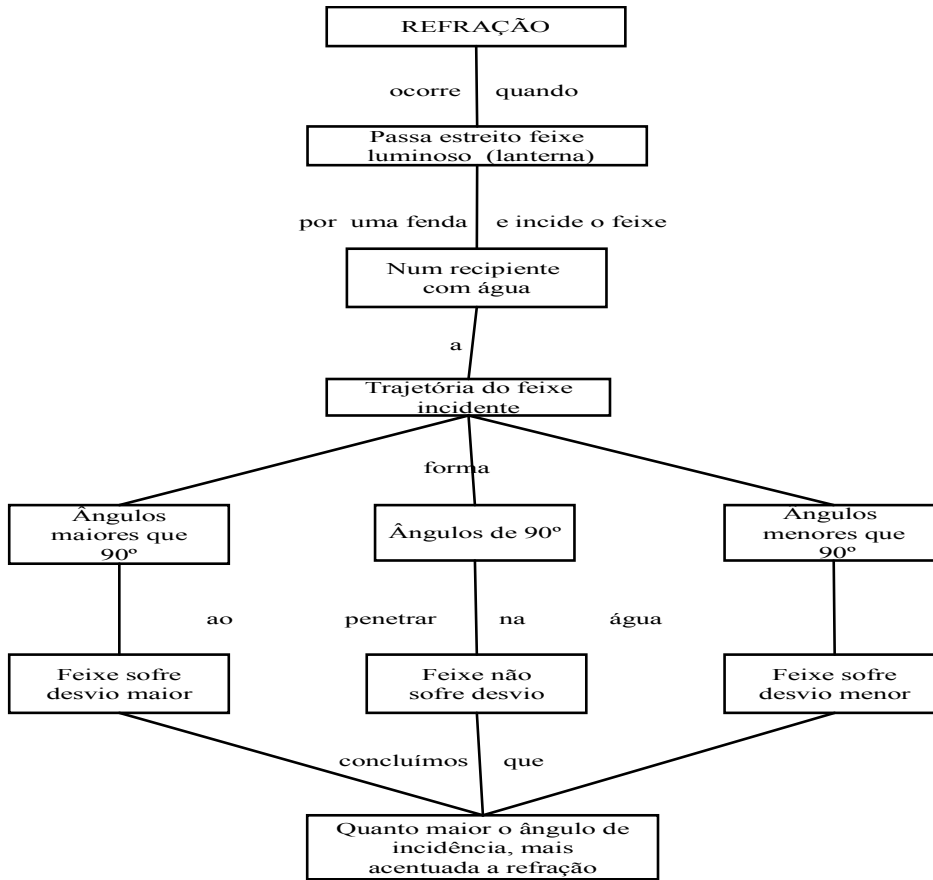 REFRAÇÃO
ocorre quando
Passa estreito feixe
luminoso (lanterna)
por uma fenda e incide o feixe
Num recipiente
com água
a
Trajetória do feixe
incidente
forma
Ângulos
maiores que
90º
Ângulos de 90º
Ângulos
menores que
90º
ao penetrar na água
Feixe sofre
desvio maior
Feixe não
sofre desvio
Feixe sofre
desvio menor
concluímos que
Quanto maior o ângulo de
incidência, mais
acentuada a refração